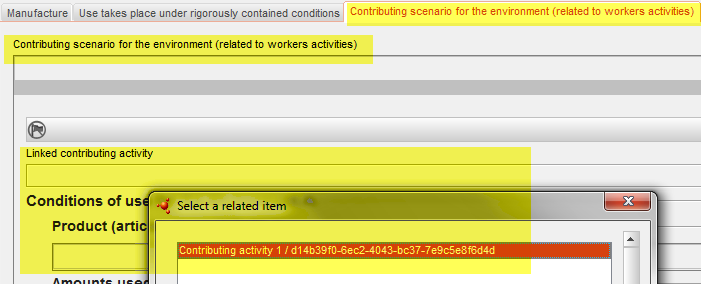 Manufacture
Use takes place under rigorously contained conditions
Contributing scenario for the environment (related to workers activities)
Contributing scenario for the environment (related to workers activities)
Linked contributing activity
Conditions of use
Select a related item
Product (artic
Contributing activity 1 / d14b39f0-6ec2-4043-bc37-7e9c5e8f6d4d
Amounts used